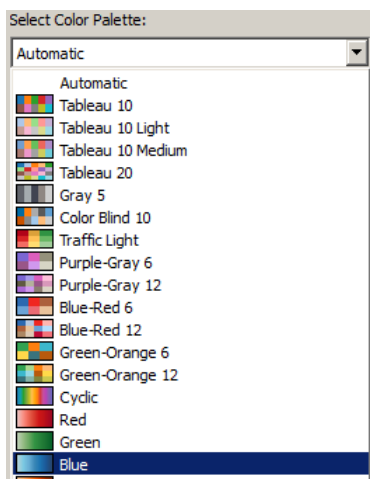 Select Color Palette:
Automatic
Automatic
Tableau 10
Tableau 10 Light
Tableau 10 Medium
Tableau 20
Gray 5
Color Blind 10
Traffic Light
Purple-Gray 6
Purple-Gray 12
Blue-Red 6
Blue-Red 12
Green-Orange 6
Green-Orange 12
Cyclic
Red
Green
Blue